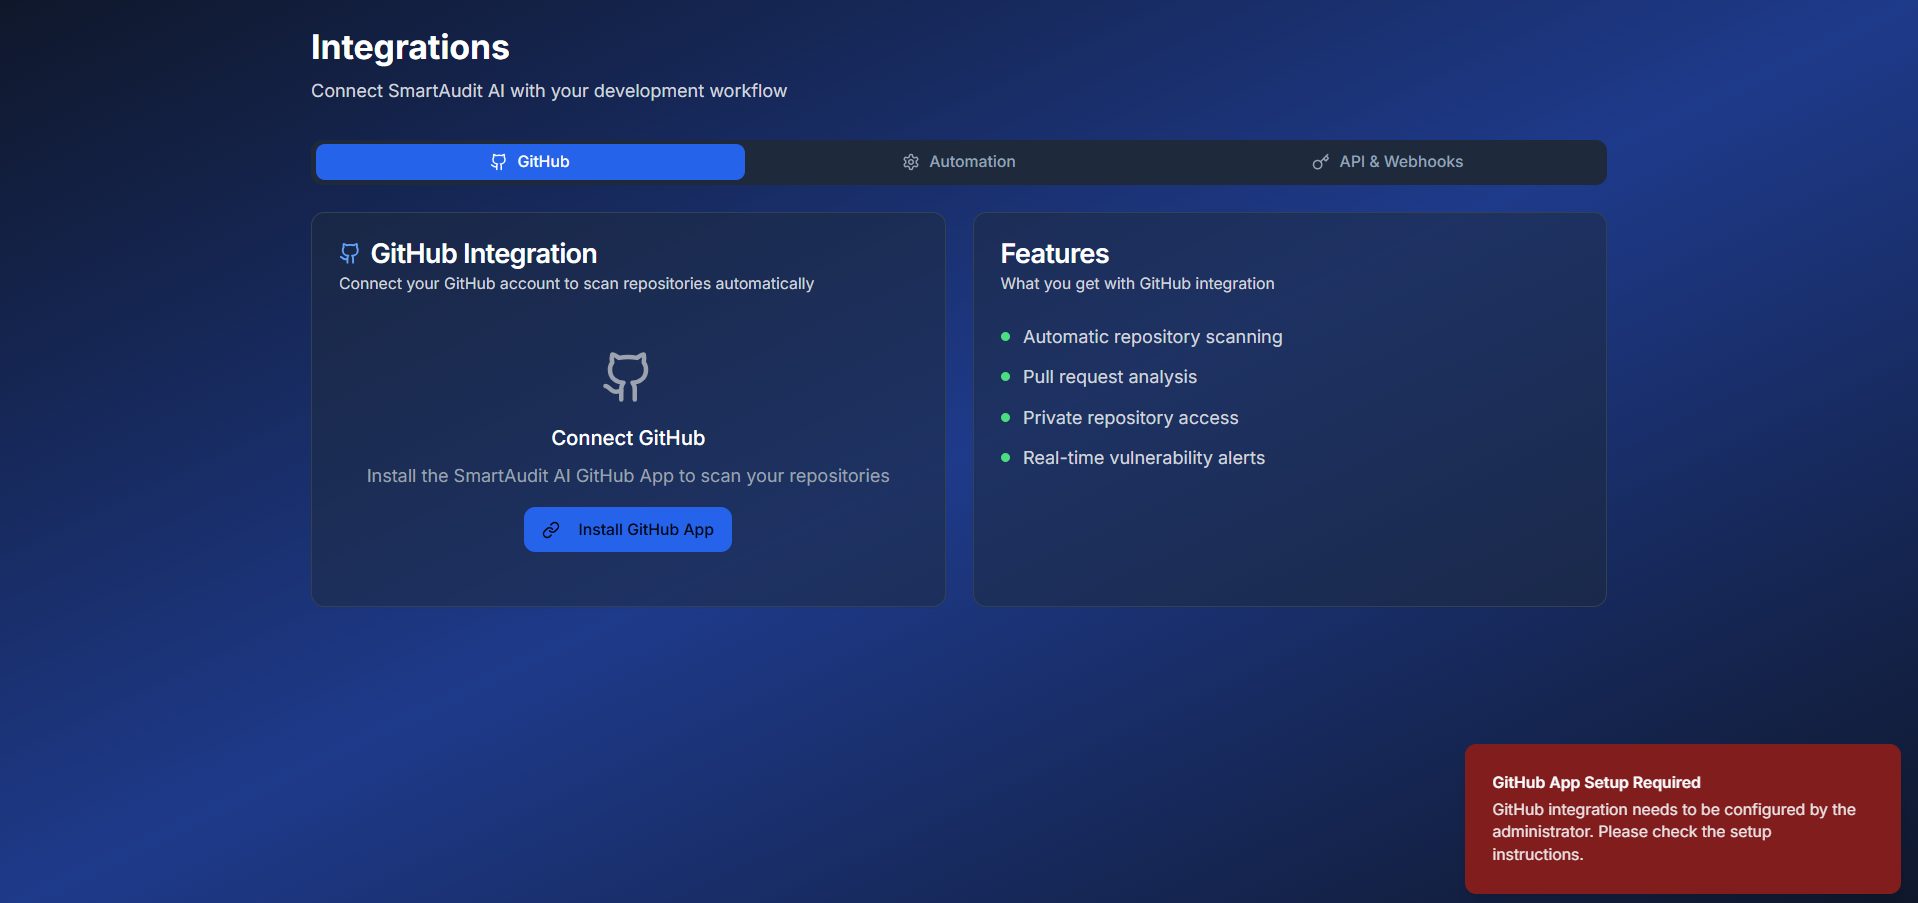 Integrations
Connect SmartAudit AI with your development workflow
GitHub
Automation
API & Webhooks
GitHub Integration
Connect your GitHub account to scan repositories automatically
Connect GitHub
Install the SmartAudit AI GitHub App to scan your repositories
Install GitHub App
Features
What you get with GitHub integration
Automatic repository scanning
Pull request analysis
Private repository access
Real-time vulnerability alerts
GitHub App Setup Required
GitHub integration needs to be configured by the
administrator. Please check the setup
instructions.